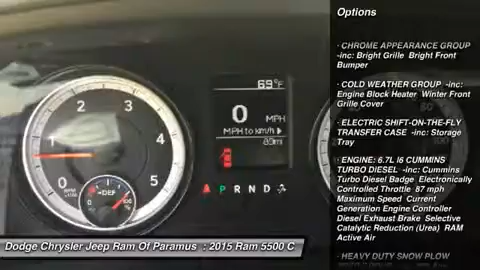 Options
- CHROME APPEARANCE GROUP
-inc: Bright Grille Bright Front
Bumper
- COLD WEATHER GROUP -inc:
Engine Block Heater Winter Front
Grille Cover
- ELECTRIC SHIFT-ON-THE-FLY
TRANSFER CASE -inc: Storage
Tray
- ENGINE: 6.7L I6 CUMMINS
TURBO DIESEL -inc: Cummins
Turbo Diesel Badge Electronically
Controlled Throttle 87 mph
Maximum Speed Current
Generation Engine Controller
Diesel Exhaust Brake Selective
Catalytic Reduction (Urea) RAM
Active Air
- HEAVY DUTY SNOW PLOW
69°F
0 MPH
MPH to km/h
1 2 3 4 5
0
DEF
P R N D
Dodge Chrysler Jeep Ram Of Paramus : 2015 Ram 5500 C